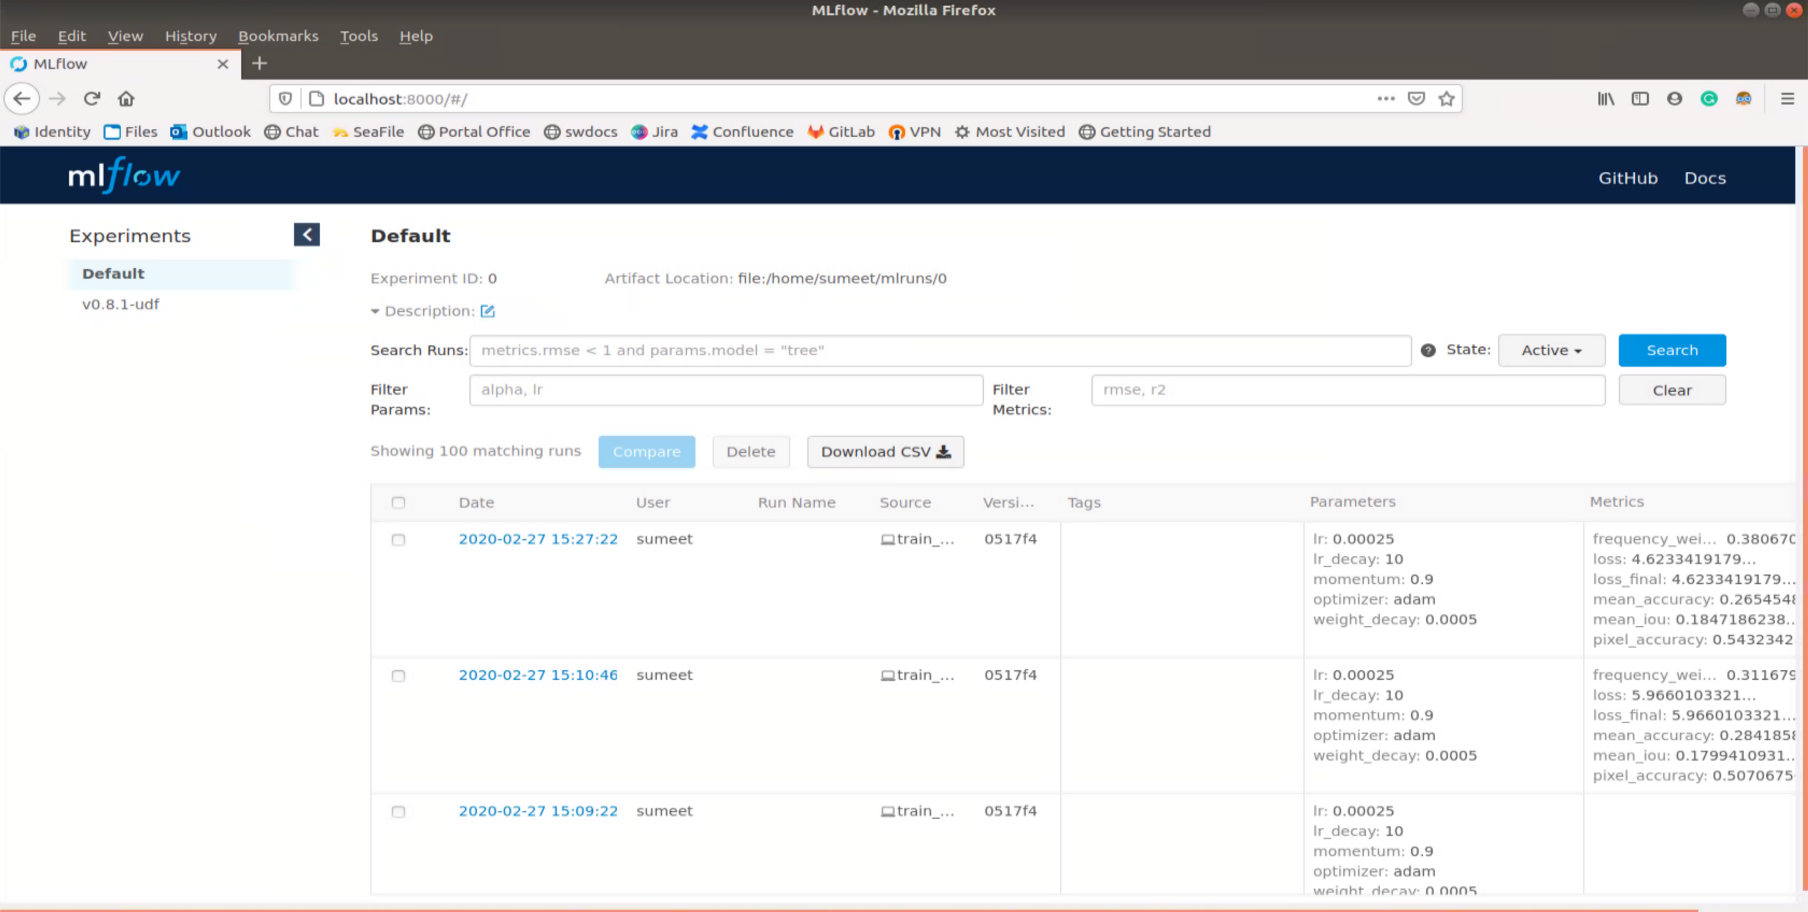 MLflow - Mozilla Firefox
File Edit View History Bookmarks Tools Help
MLflow
localhost:8000/#/
Identity Files Outlook Chat SeaFile Portal Office swdocs Jira Confluence GitLab VPN Most Visited Getting Started
mlflow GitHub Docs
Experiments
Default
v0.8.1-udf
Default
Experiment ID: 0 Artifact Location: file:/home/sumeet/mlruns/0
Description:
Search Runs: metrics.rmse < 1 and params.model = "tree" ? State: Active Search
Filter Params: alpha, lr Filter Metrics: rmse, r2 Clear
Showing 100 matching runs Compare Delete Download CSV
Date User Run Name Source Versi... Tags Parameters Metrics
2020-02-27 15:27:22 sumeet train_... 0517f4 lr: 0.00025 frequency_wei... 0.380670
lr_decay: 10 loss: 4.6233419179...
momentum: 0.9 loss_final: 4.6233419179...
optimizer: adam mean_accuracy: 0.2654548
weight_decay: 0.0005 mean_iou: 0.1847186238...
pixel_accuracy: 0.5432342
2020-02-27 15:10:46 sumeet train_... 0517f4 lr: 0.00025 frequency_wei... 0.311679
lr_decay: 10 loss: 5.9660103321...
momentum: 0.9 loss_final: 5.9660103321...
optimizer: adam mean_accuracy: 0.2841858
weight_decay: 0.0005 mean_iou: 0.1799410931...
pixel_accuracy: 0.5070675
2020-02-27 15:09:22 sumeet train_... 0517f4 lr: 0.00025
lr_decay: 10
momentum: 0.9
optimizer: adam
weight_decay: 0.0005